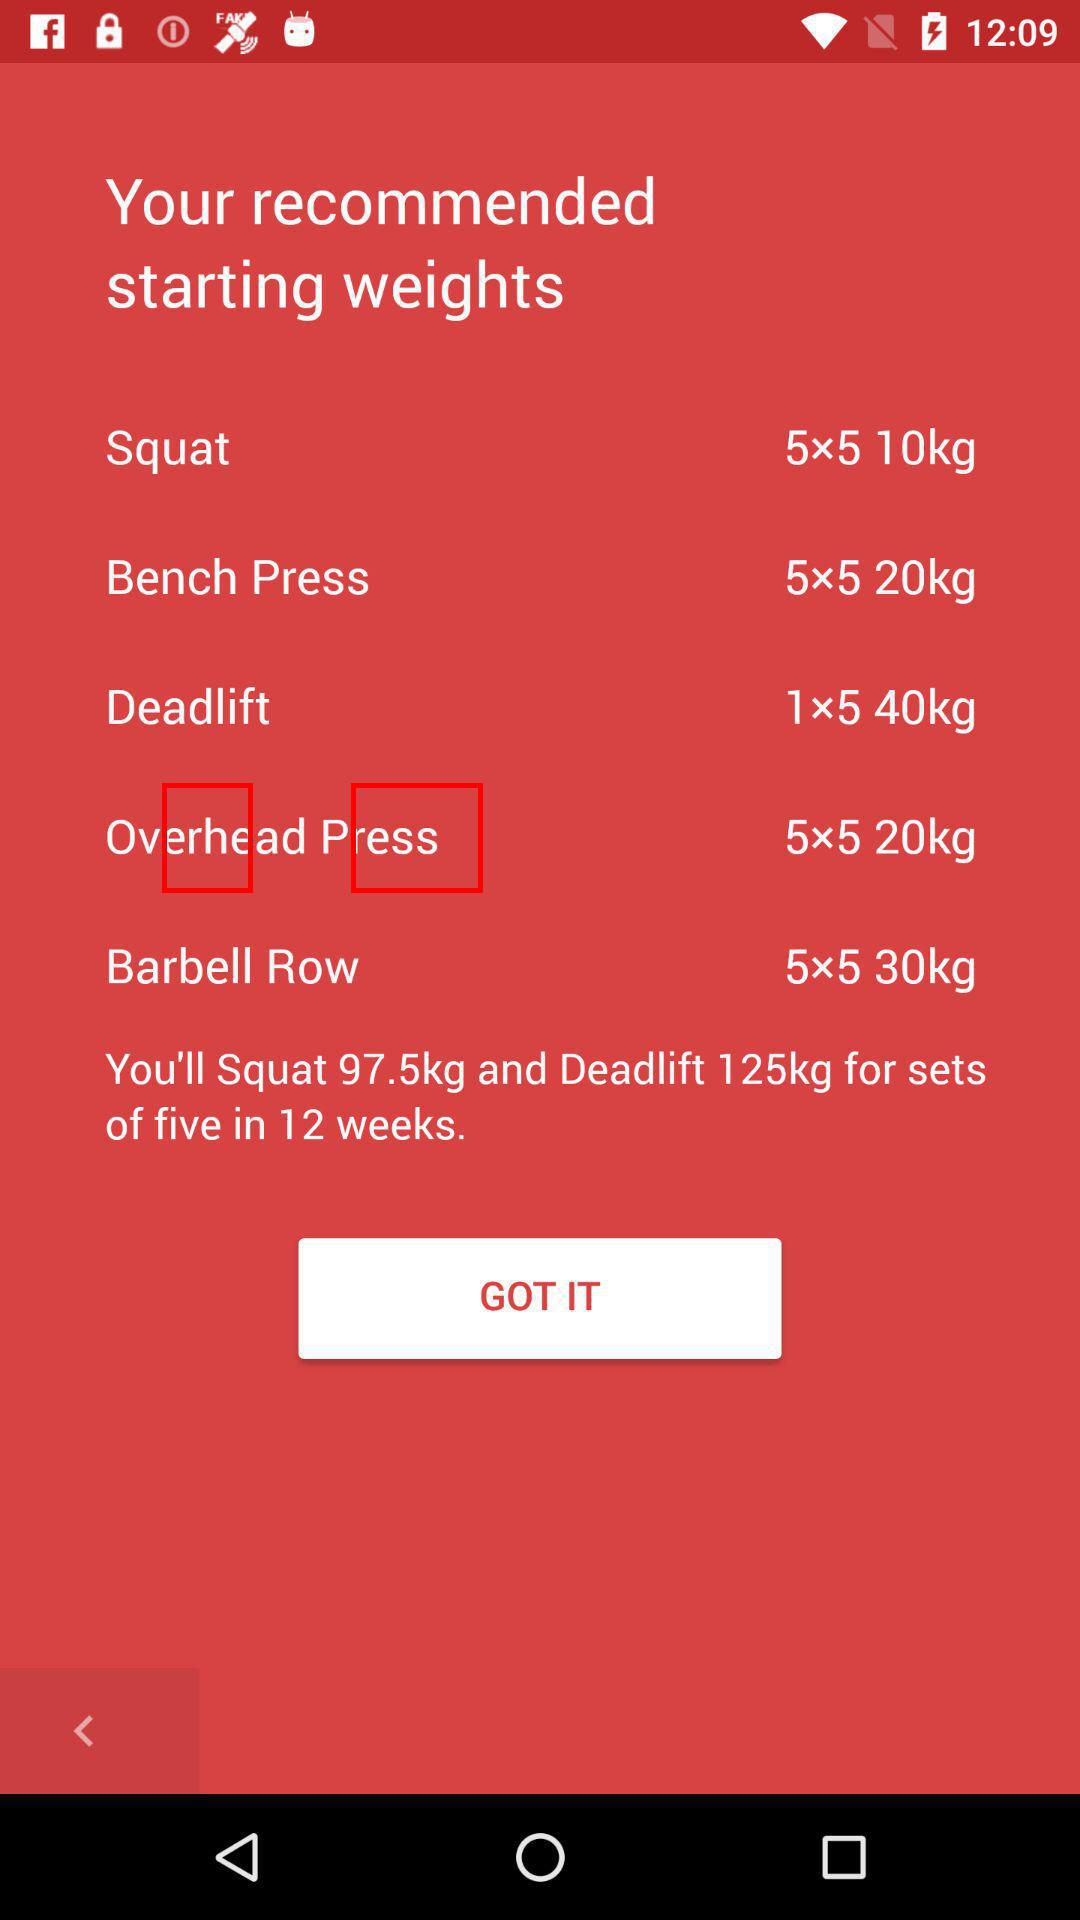 FAKE
12:09
Your recommended
starting weights
Squat 5×5 10kg
Bench Press 5×5 20kg
Deadlift 1×5 40kg
Overhead Press 5×5 20kg
Barbell Row 5×5 30kg
You'll Squat 97.5kg and Deadlift 125kg for sets
of five in 12 weeks.
GOT IT